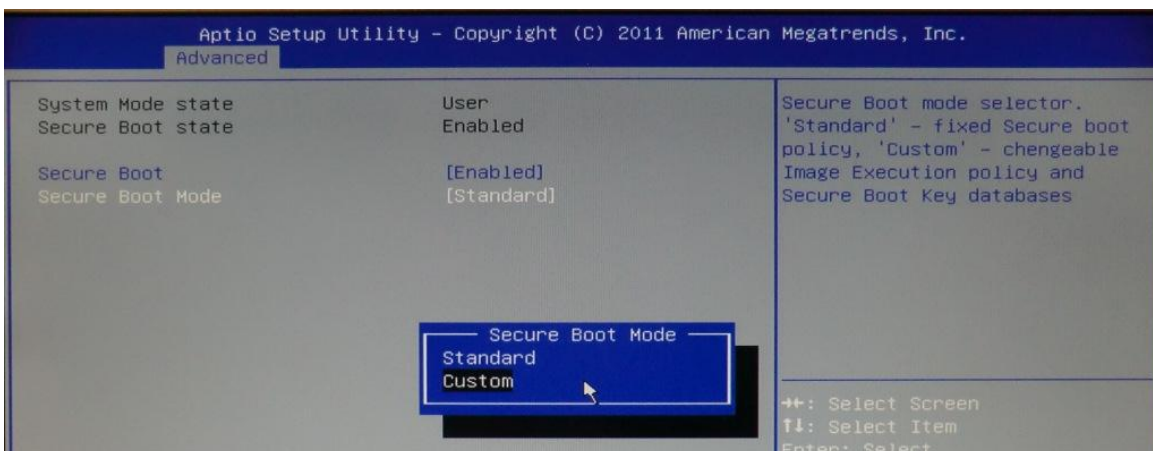 Aptio Setup Utility – Copyright (C) 2011 American Megatrends, Inc.
Advanced
System Mode state User
Secure Boot state Enabled
Secure Boot [Enabled]
Secure Boot Mode [Standard]
Secure Boot mode selector.
'Standard' – fixed Secure boot
policy, 'Custom' – chengeable
Image Execution policy and
Secure Boot Key databases
Secure Boot Mode
Standard
Custom
→←: Select Screen
↑↓: Select Item
Enter: Select